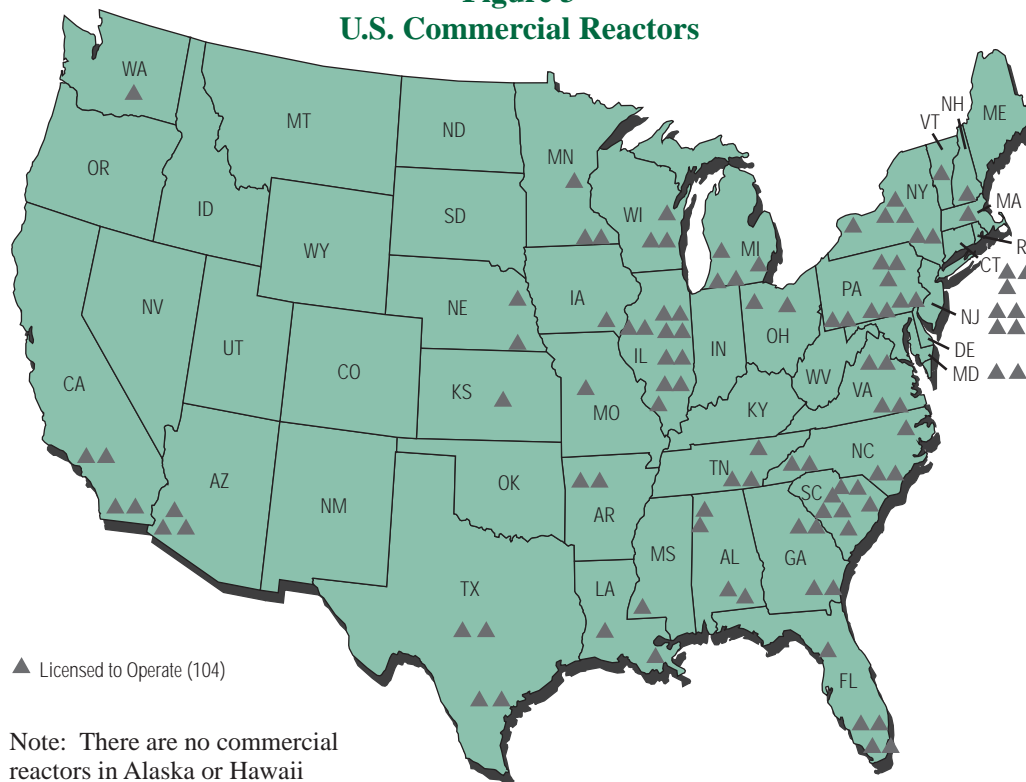 U.S. Commercial Reactors
WA
MT
ND
MN
OR
ID
WY
SD
WI
MI
NY
VT
NH
ME
MA
R
CT
NJ
DE
MD
NE
IA
PA
NV
UT
CO
CA
KS
MO
IL
IN
OH
WV
VA
KY
AZ
NM
OK
AR
TN
NC
SC
MS
AL
GA
TX
LA
FL
Licensed to Operate (104)
Note: There are no commercial
reactors in Alaska or Hawaii